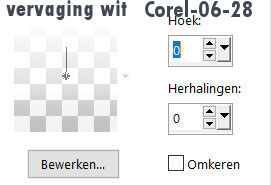 vervaging wit Corel-06-28
Hoek:
0
Herhalingen:
0
Bewerken...
Omkeren